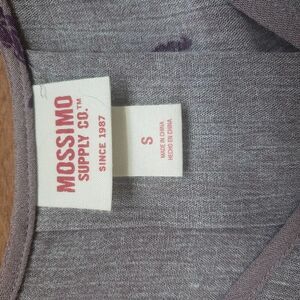 MOSSIMO
SUPPLY CO.™
SINCE 1987
S
MADE IN CHINA
HECHO EN CHINA